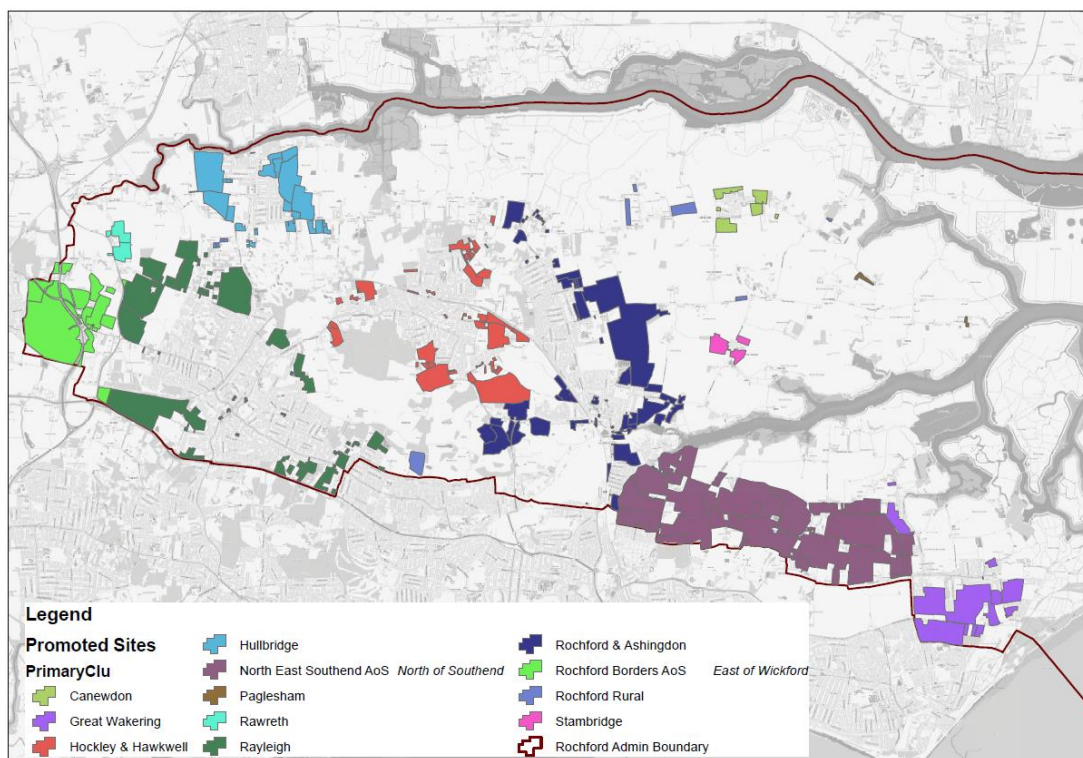 Legend
Promoted Sites
PrimaryClu
Canewdon
Great Wakering
Hockley & Hawkwell
Hullbridge
North East Southend AoS North of Southend
Paglesham
Rawreth
Rayleigh
Rochford & Ashingdon
Rochford Borders AoS East of Wickford
Rochford Rural
Stambridge
Rochford Admin Boundary